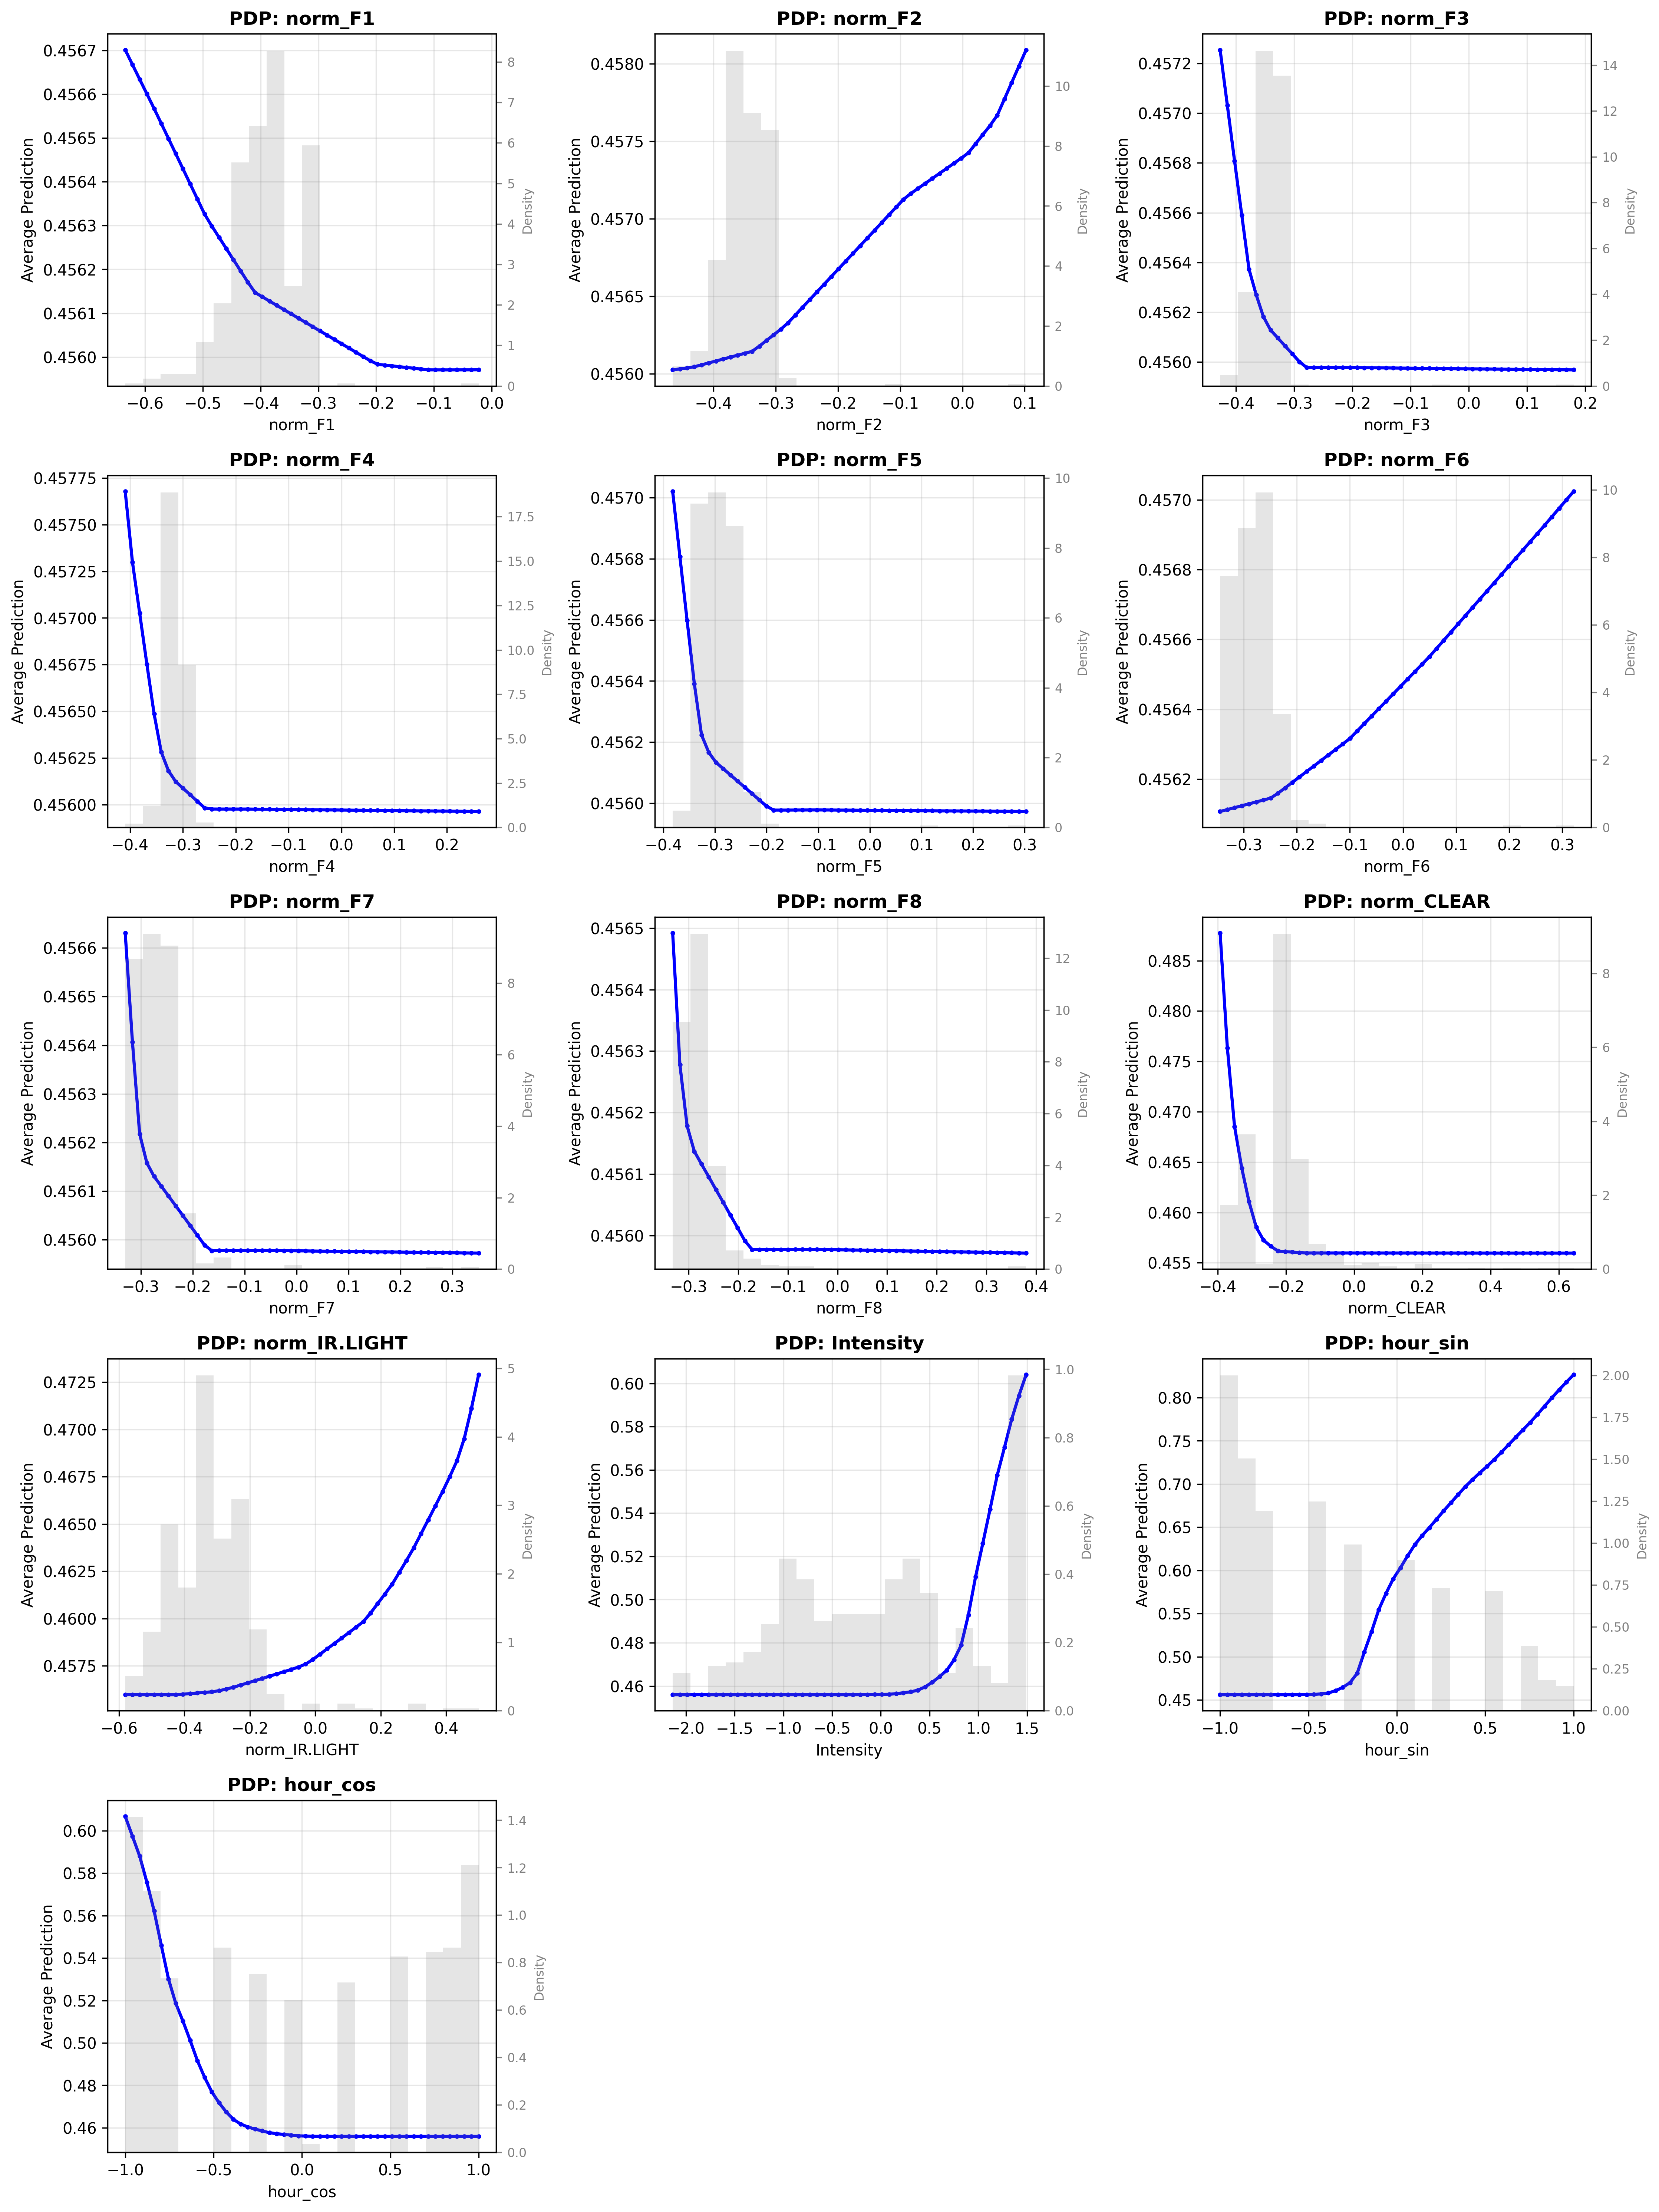 PDP: norm_F1
PDP: norm_F2
PDP: norm_F3
0.4567
0.4566
0.4565
0.4564
0.4563
0.4562
0.4561
0.4560
Average Prediction
8
7
6
5
4
3
2
1
0
Density
−0.6 −0.5 −0.4 −0.3 −0.2 −0.1 0.0
norm_F1
0.4580
0.4575
0.4570
0.4565
0.4560
Average Prediction
10
8
6
4
2
0
Density
−0.4 −0.3 −0.2 −0.1 0.0 0.1
norm_F2
0.4572
0.4570
0.4568
0.4566
0.4564
0.4562
0.4560
Average Prediction
14
12
10
8
6
4
2
0
Density
−0.4 −0.3 −0.2 −0.1 0.0 0.1 0.2
norm_F3
PDP: norm_F4
PDP: norm_F5
PDP: norm_F6
0.45775
0.45750
0.45725
0.45700
0.45675
0.45650
0.45625
0.45600
Average Prediction
17.5
15.0
12.5
10.0
7.5
5.0
2.5
0.0
Density
−0.4 −0.3 −0.2 −0.1 0.0 0.1 0.2
norm_F4
0.4570
0.4568
0.4566
0.4564
0.4562
0.4560
Average Prediction
10
8
6
4
2
0
Density
−0.4 −0.3 −0.2 −0.1 0.0 0.1 0.2 0.3
norm_F5
0.4570
0.4568
0.4566
0.4564
0.4562
Average Prediction
10
8
6
4
2
0
Density
−0.3 −0.2 −0.1 0.0 0.1 0.2 0.3
norm_F6
PDP: norm_F7
PDP: norm_F8
PDP: norm_CLEAR
0.4566
0.4565
0.4564
0.4563
0.4562
0.4561
0.4560
Average Prediction
8
6
4
2
0
Density
−0.3 −0.2 −0.1 0.0 0.1 0.2 0.3
norm_F7
0.4565
0.4564
0.4563
0.4562
0.4561
0.4560
Average Prediction
12
10
8
6
4
2
0
Density
−0.3 −0.2 −0.1 0.0 0.1 0.2 0.3 0.4
norm_F8
0.485
0.480
0.475
0.470
0.465
0.460
0.455
Average Prediction
8
6
4
2
0
Density
−0.4 −0.2 0.0 0.2 0.4 0.6
norm_CLEAR
PDP: norm_IR.LIGHT
PDP: Intensity
PDP: hour_sin
0.4725
0.4700
0.4675
0.4650
0.4625
0.4600
0.4575
Average Prediction
5
4
3
2
1
0
Density
−0.6 −0.4 −0.2 0.0 0.2 0.4
norm_IR.LIGHT
0.60
0.58
0.56
0.54
0.52
0.50
0.48
0.46
Average Prediction
1.0
0.8
0.6
0.4
0.2
0.0
Density
−2.0 −1.5 −1.0 −0.5 0.0 0.5 1.0 1.5
Intensity
0.80
0.75
0.70
0.65
0.60
0.55
0.50
0.45
Average Prediction
2.00
1.75
1.50
1.25
1.00
0.75
0.50
0.25
0.00
Density
−1.0 −0.5 0.0 0.5 1.0
hour_sin
PDP: hour_cos
0.60
0.58
0.56
0.54
0.52
0.50
0.48
0.46
Average Prediction
1.4
1.2
1.0
0.8
0.6
0.4
0.2
0.0
Density
−1.0 −0.5 0.0 0.5 1.0
hour_cos